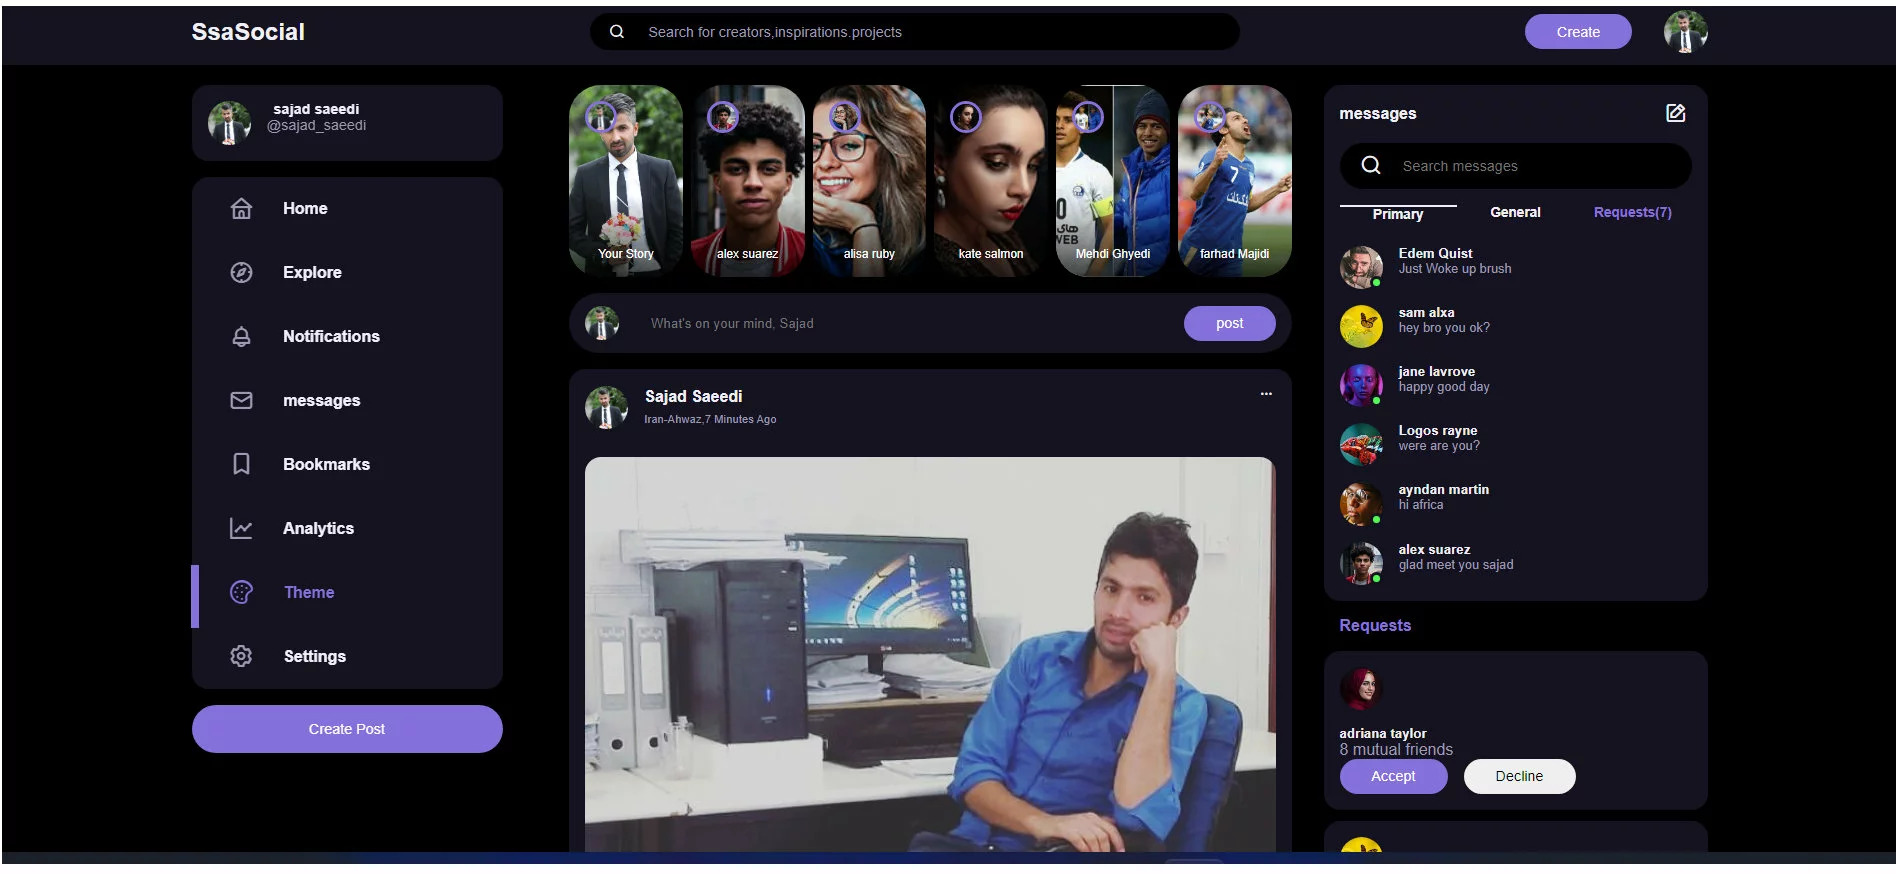 SsaSocial
Search for creators,inspirations.projects
Create
sajad saeedi
@sajad_saeedi
Home
Explore
Notifications
messages
Bookmarks
Analytics
Theme
Settings
Create Post
Your Story
alex suarez
alisa ruby
kate salmon
Mehdi Ghyedi
farhad Majidi
What's on your mind, Sajad
post
Sajad Saeedi
Iran-Ahwaz,7 Minutes Ago
messages
Search messages
Primary
General
Requests(7)
Edem Quist
Just Woke up brush
sam alxa
hey bro you ok?
jane lavrove
happy good day
Logos rayne
were are you?
ayndan martin
hi africa
alex suarez
glad meet you sajad
Requests
adriana taylor
8 mutual friends
Accept
Decline